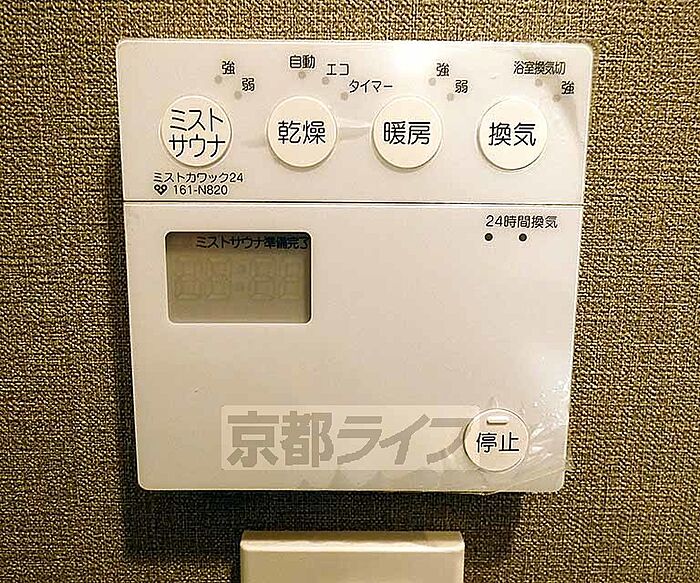 強
弱
自動
エコ
タイマー
強
弱
浴室換気切
強
ミスト
サウナ
乾燥
暖房
換気
ミストカワック24
161-N820
24時間換気
ミストサウナ準備完了
88:88
京都ライフ
停止